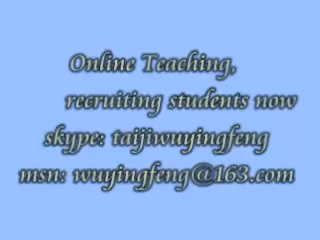 Online Teaching,
recruiting students now
skype: taijiwuyingfeng
msn: wuyingfeng@163.com